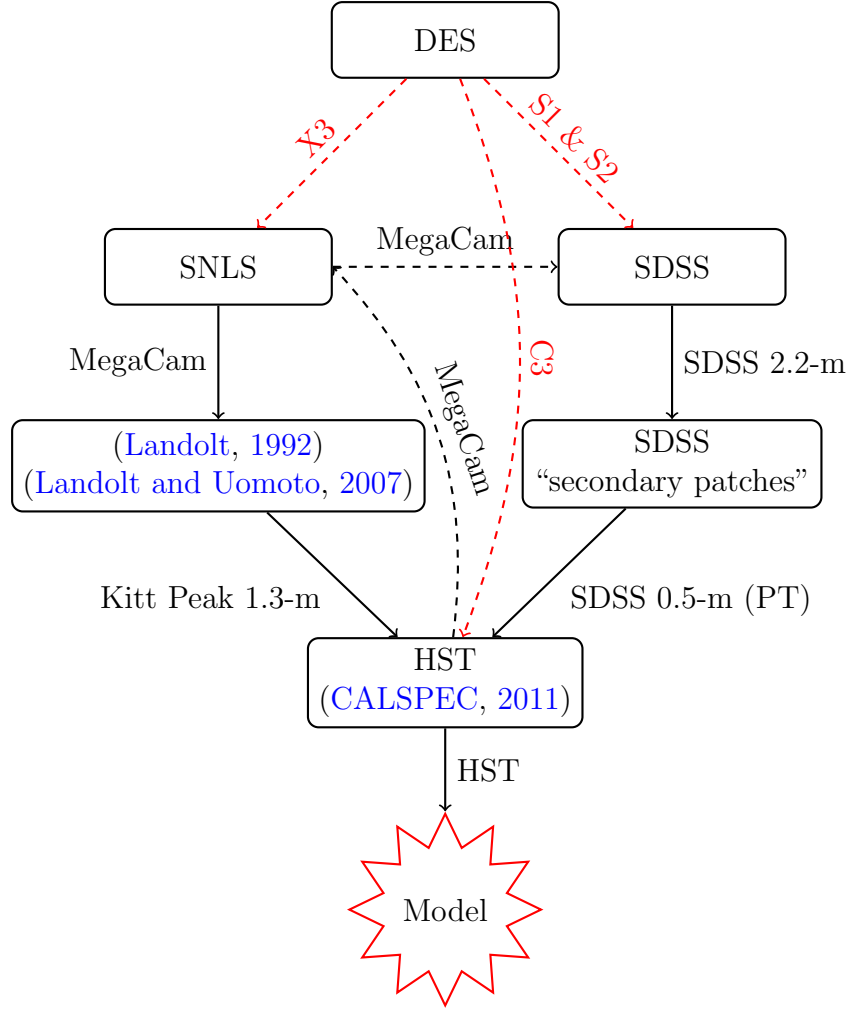 DES
X3
S1 & S2
MegaCam
SNLS
SDSS
MegaCam
C3
SDSS 2.2-m
MegaCam
(Landolt, 1992)
(Landolt and Uomoto, 2007)
SDSS
“secondary patches”
Kitt Peak 1.3-m
SDSS 0.5-m (PT)
HST
(CALSPEC, 2011)
HST
Model